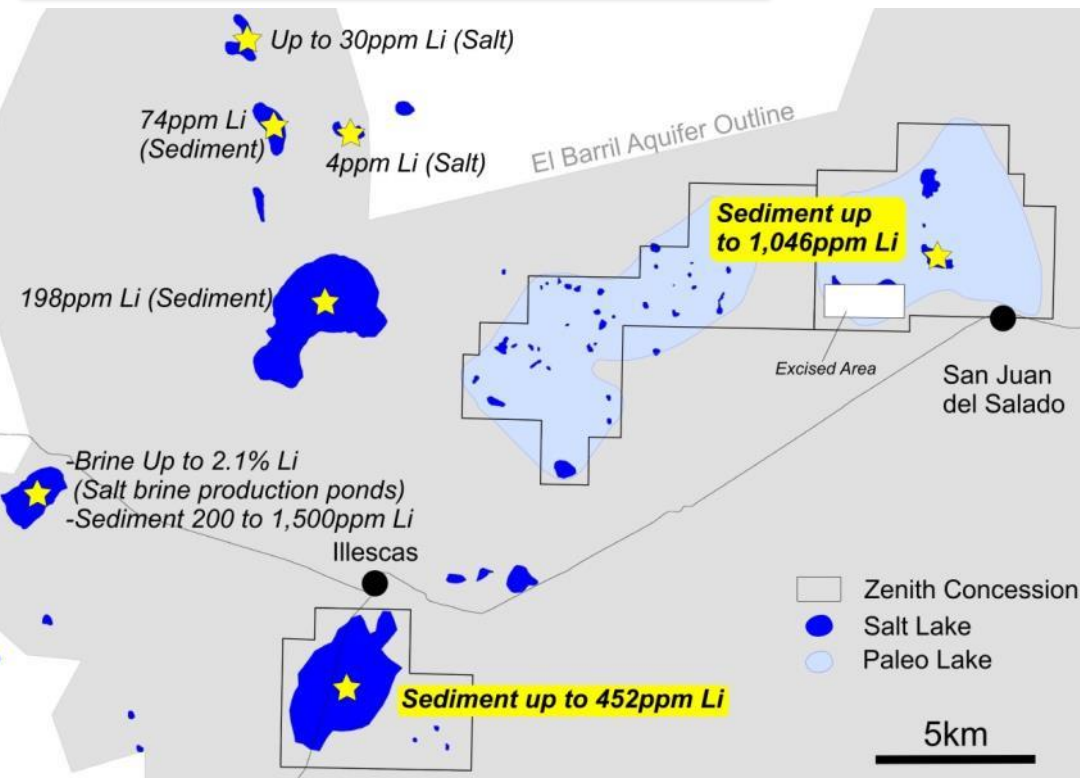 Up to 30ppm Li (Salt)
74ppm Li
(Sediment)
4ppm Li (Salt)
El Barril Aquifer Outline
Sediment up
to 1,046ppm Li
198ppm Li (Sediment)
Excised Area
San Juan
del Salado
-Brine Up to 2.1% Li
(Salt brine production ponds)
-Sediment 200 to 1,500ppm Li
Illescas
Zenith Concession
Salt Lake
Paleo Lake
Sediment up to 452ppm Li
5km